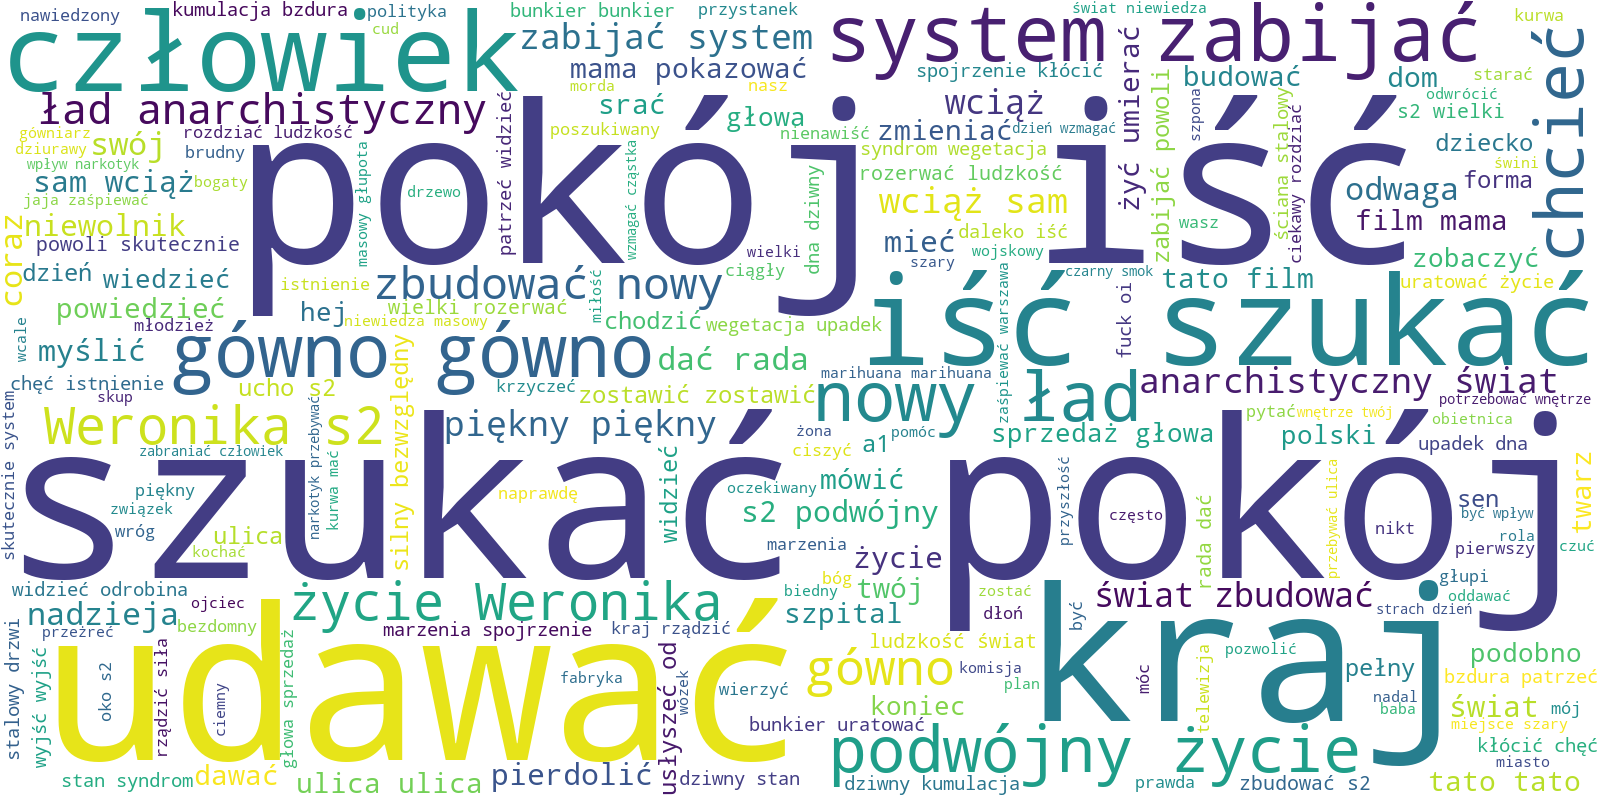 nawiedzony
kumulacja bzdura
polityka
cud
bunkier bunkier
przystanek
świat niewiedza
kurwa
człowiek
zabijać system
system zabijać
chcieć
mama pokazować
morda
nasz
spojrzenie kłócić
żyć umierać
zabijać powoli
budować
dom
starać
odwrócić
ład anarchistyczny
patrzeć widzieć
srać
głowa
wciąż
szpona
ściana stalowy
s2 wielki
gówniarz
dziurawy
swój
rozdziać ludzkość
brudny
poszukiwany
nienawiść
zmieniać
dzień wzmagać
syndrom wegetacja
ciekawy rozdziać
dziecko
świni
wpływ narkotyk
sam wciąż
bogaty
masowy głupota
drzewo
wzmagać cząstka
dna dziwny
rozerwać ludzkość
odwaga
forma
jaja zaśpiewać
niewolnik
coraz
pokój iść
wciąż sam
wasz
film mama
powoli skutecznie
wielki
mieć
daleko iść
wojskowy
zobaczyć
dzień
wiedzieć
istnienie
zbudować nowy
ciągły
szary
czarny smok
tato film
uratować życie
powiedzieć
hej
wielki rozerwać
miłość
młodzież
niewiedza masowy
chodzić
wegetacja upadek
iść szukać
zaśpiewać warszawa
fuck oi
wcale
myślić
gówno gówno
silny bezwzględny
dać rada
marihuana marihuana
chęć istnienie
ucho s2
krzyczeć
zostawić zostawić
nowy ład
anarchistyczny świat
skup
potrzebować wnętrze
skutecznie system
Weronika s2
narkotyk przebywać
piękny piękny
żona
a1
pomóc
sprzedaż głowa
pytać
wnętrze twój
obietnica
polski
upadek dna
zabraniać człowiek
kurwa mać
widzieć
ciszyć
twarz
szukać pokój
piękny
związek
naprawdę
oczekiwany
mówić
sen
wróg
ulica
s2 podwójny
przyszłość
często
rada dać
przebywać ulica
nikt
być wpływ
rola
kochać
marzenia
życie
pierwszy
czuć
widzieć odrobina
bóg
biedny
twój
zostać
głupi
oddawać
nadzieja
ojciec
życie Weronika
szpital
dłoń
być
świat zbudować
strach dzień
stalowy drzwi
przeżreć
bezdomny
marzenia spojrzenie
kraj rządzić
ludzkość świat
podobno
wyjść wyjść
oko s2
rządzić siła
ciemny
głowa sprzedaż
udawać
fabryka
usłyszeć od
wózek
wierzyć
gówno
komisja
plan
kraj
móc
telewizja
pozwolić
pełny
bzdura patrzeć
koniec
nadal
baba
świat
mój
bunkier uratować
miejsce szary
podwójny życie
kłócić chęć
miasto
stan syndrom
dawać
ulica ulica
pierdolić
dziwny stan
dziwny kumulacja
prawda
zbudować s2
tato tato